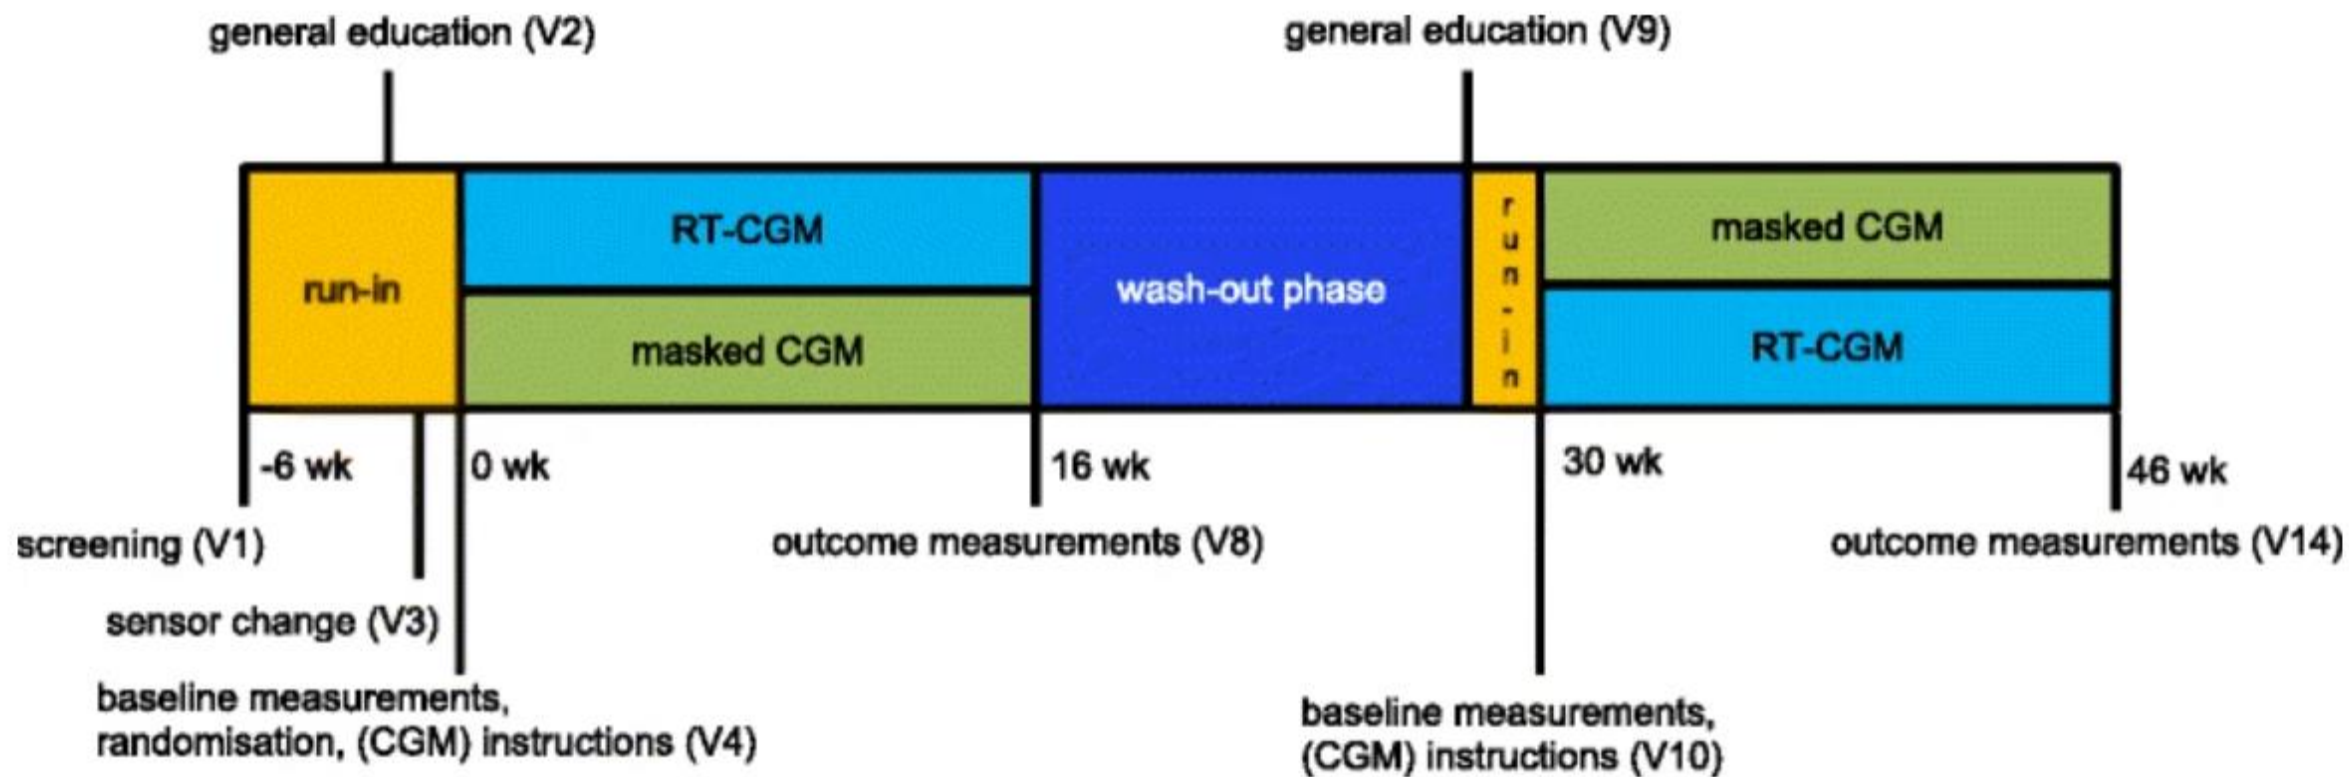 general education (V2)
general education (V9)
run-in
RT-CGM
masked CGM
wash-out phase
run-in
masked CGM
RT-CGM
-6 wk
0 wk
16 wk
30 wk
46 wk
screening (V1)
sensor change (V3)
baseline measurements,
randomisation, (CGM) instructions (V4)
outcome measurements (V8)
baseline measurements,
(CGM) instructions (V10)
outcome measurements (V14)